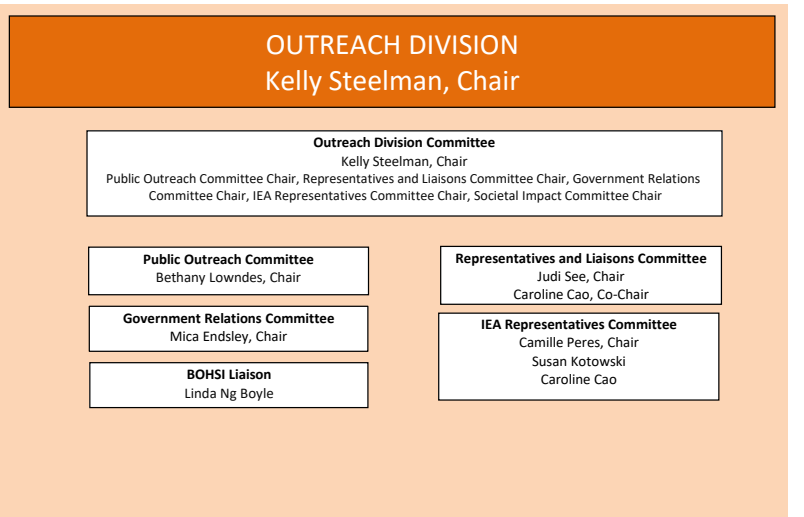 OUTREACH DIVISION
Kelly Steelman, Chair
Outreach Division Committee
Kelly Steelman, Chair
Public Outreach Committee Chair, Representatives and Liaisons Committee Chair, Government Relations
Committee Chair, IEA Representatives Committee Chair, Societal Impact Committee Chair
Public Outreach Committee
Bethany Lowndes, Chair
Government Relations Committee
Mica Endsley, Chair
BOHSI Liaison
Linda Ng Boyle
Representatives and Liaisons Committee
Judi See, Chair
Caroline Cao, Co-Chair
IEA Representatives Committee
Camille Peres, Chair
Susan Kotowski
Caroline Cao